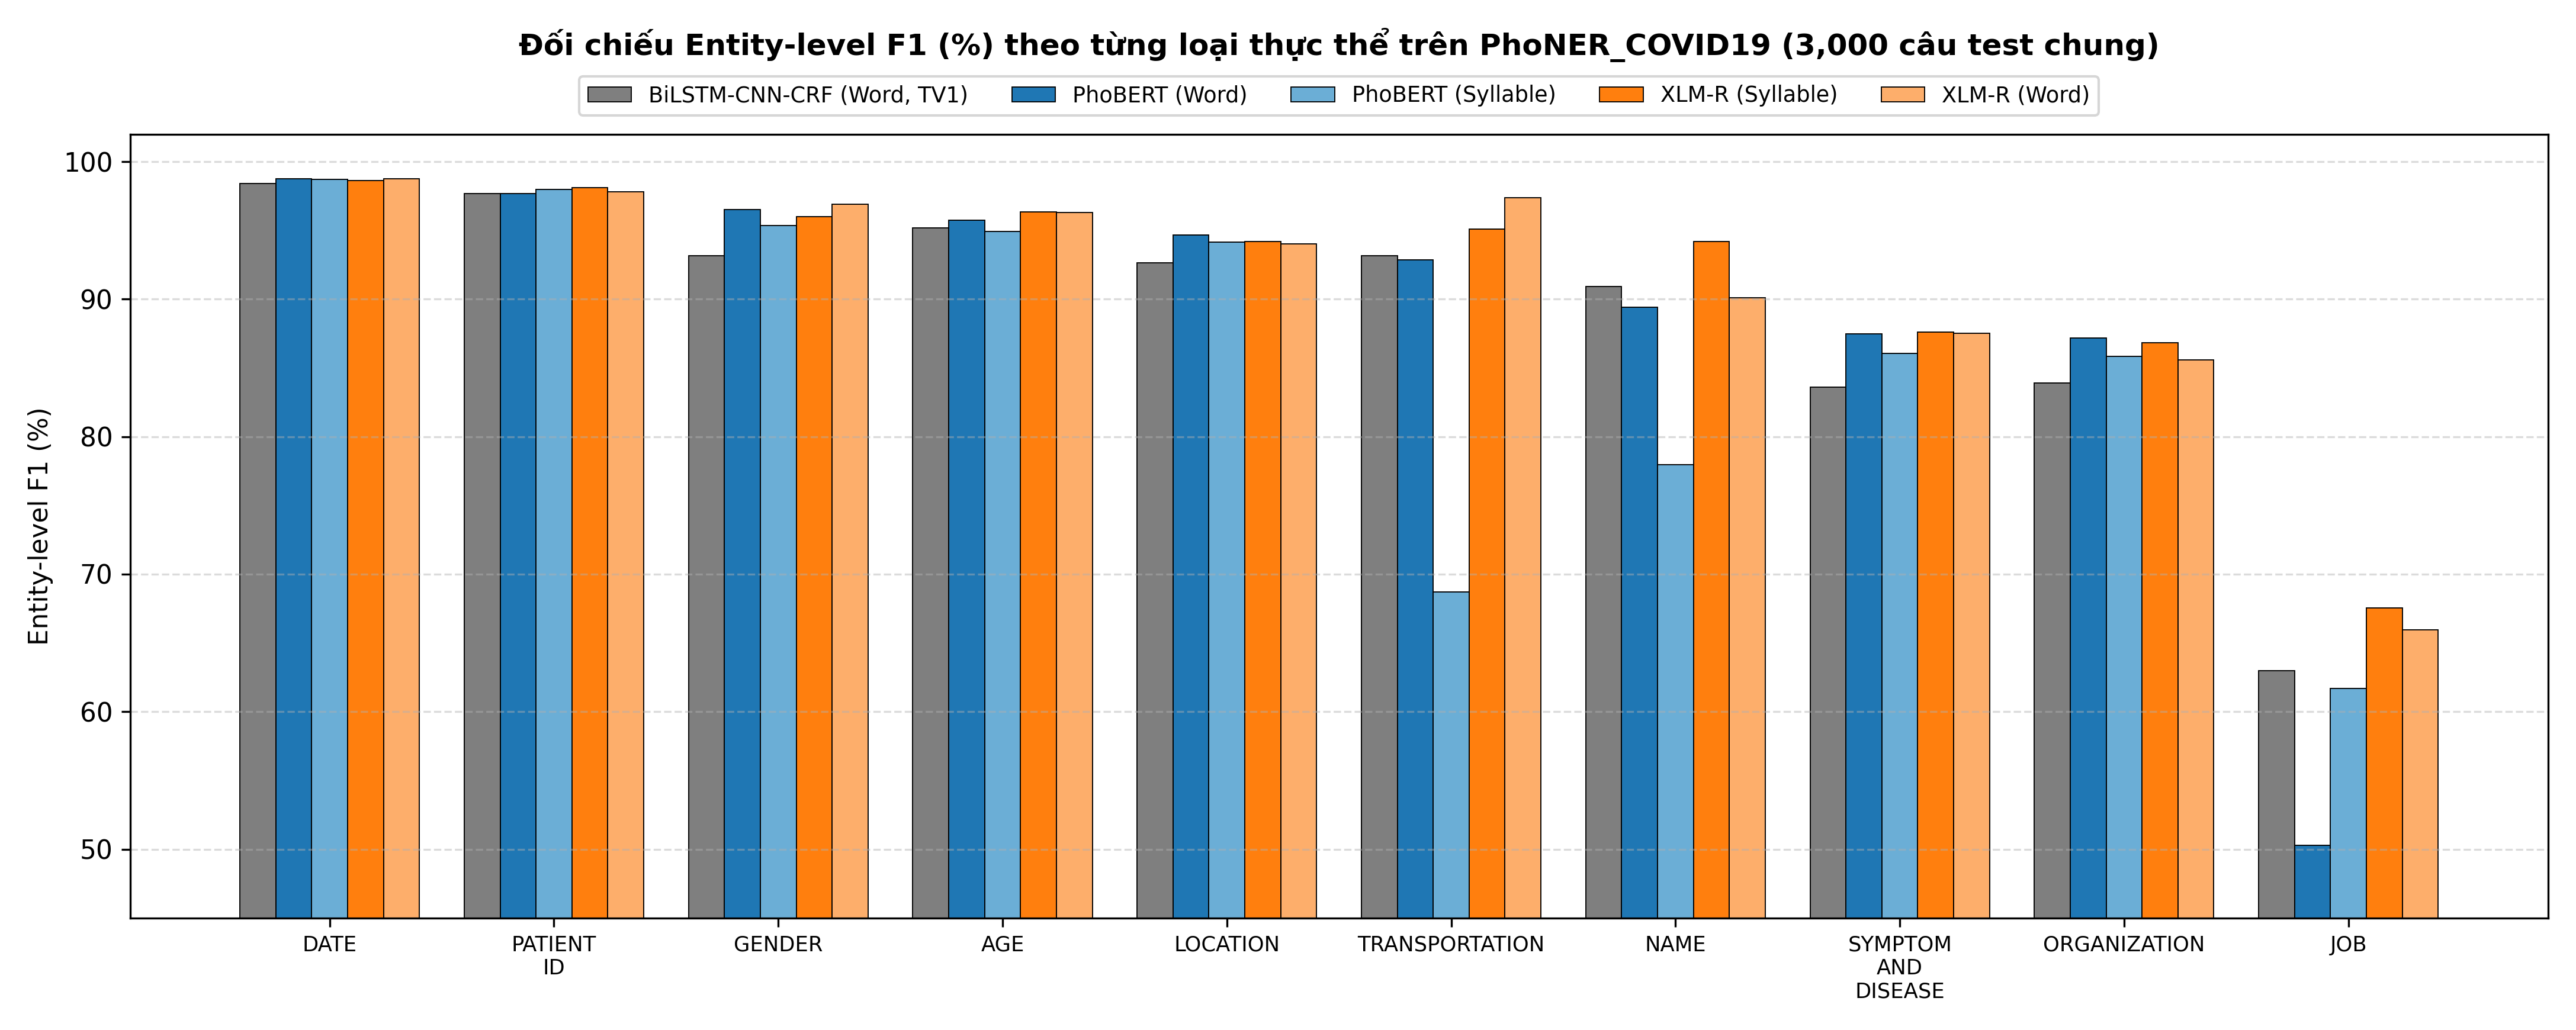 Đối chiếu Entity-level F1 (%) theo từng loại thực thể trên PhoNER_COVID19 (3,000 câu test chung)
BiLSTM-CNN-CRF (Word, TV1) PhoBERT (Word) PhoBERT (Syllable) XLM-R (Syllable) XLM-R (Word)
Entity-level F1 (%)
100
90
80
70
60
50
DATE
PATIENT
ID
GENDER
AGE
LOCATION
TRANSPORTATION
NAME
SYMPTOM
AND
DISEASE
ORGANIZATION
JOB